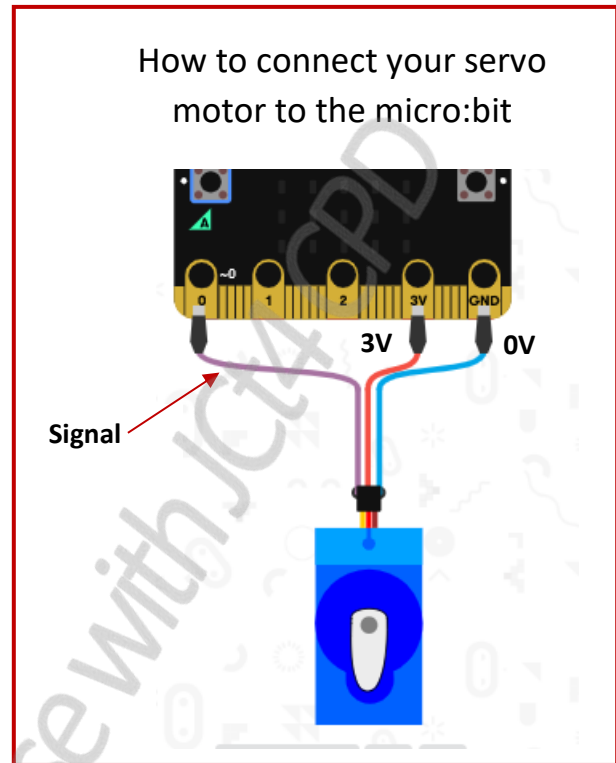 How to connect your servo
motor to the micro:bit
A
~0
0 1 2 3V GND
3V 0V
Signal
sewithJCt4CPD